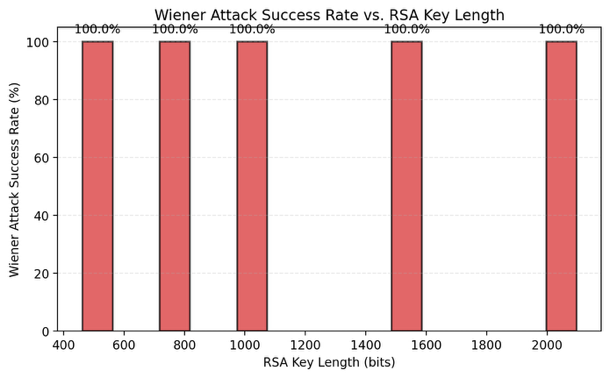 Wiener Attack Success Rate vs. RSA Key Length
100.0% 100.0% 100.0% 100.0% 100.0%
100
80
60
40
20
0
Wiener Attack Success Rate (%)
400 600 800 1000 1200 1400 1600 1800 2000
RSA Key Length (bits)